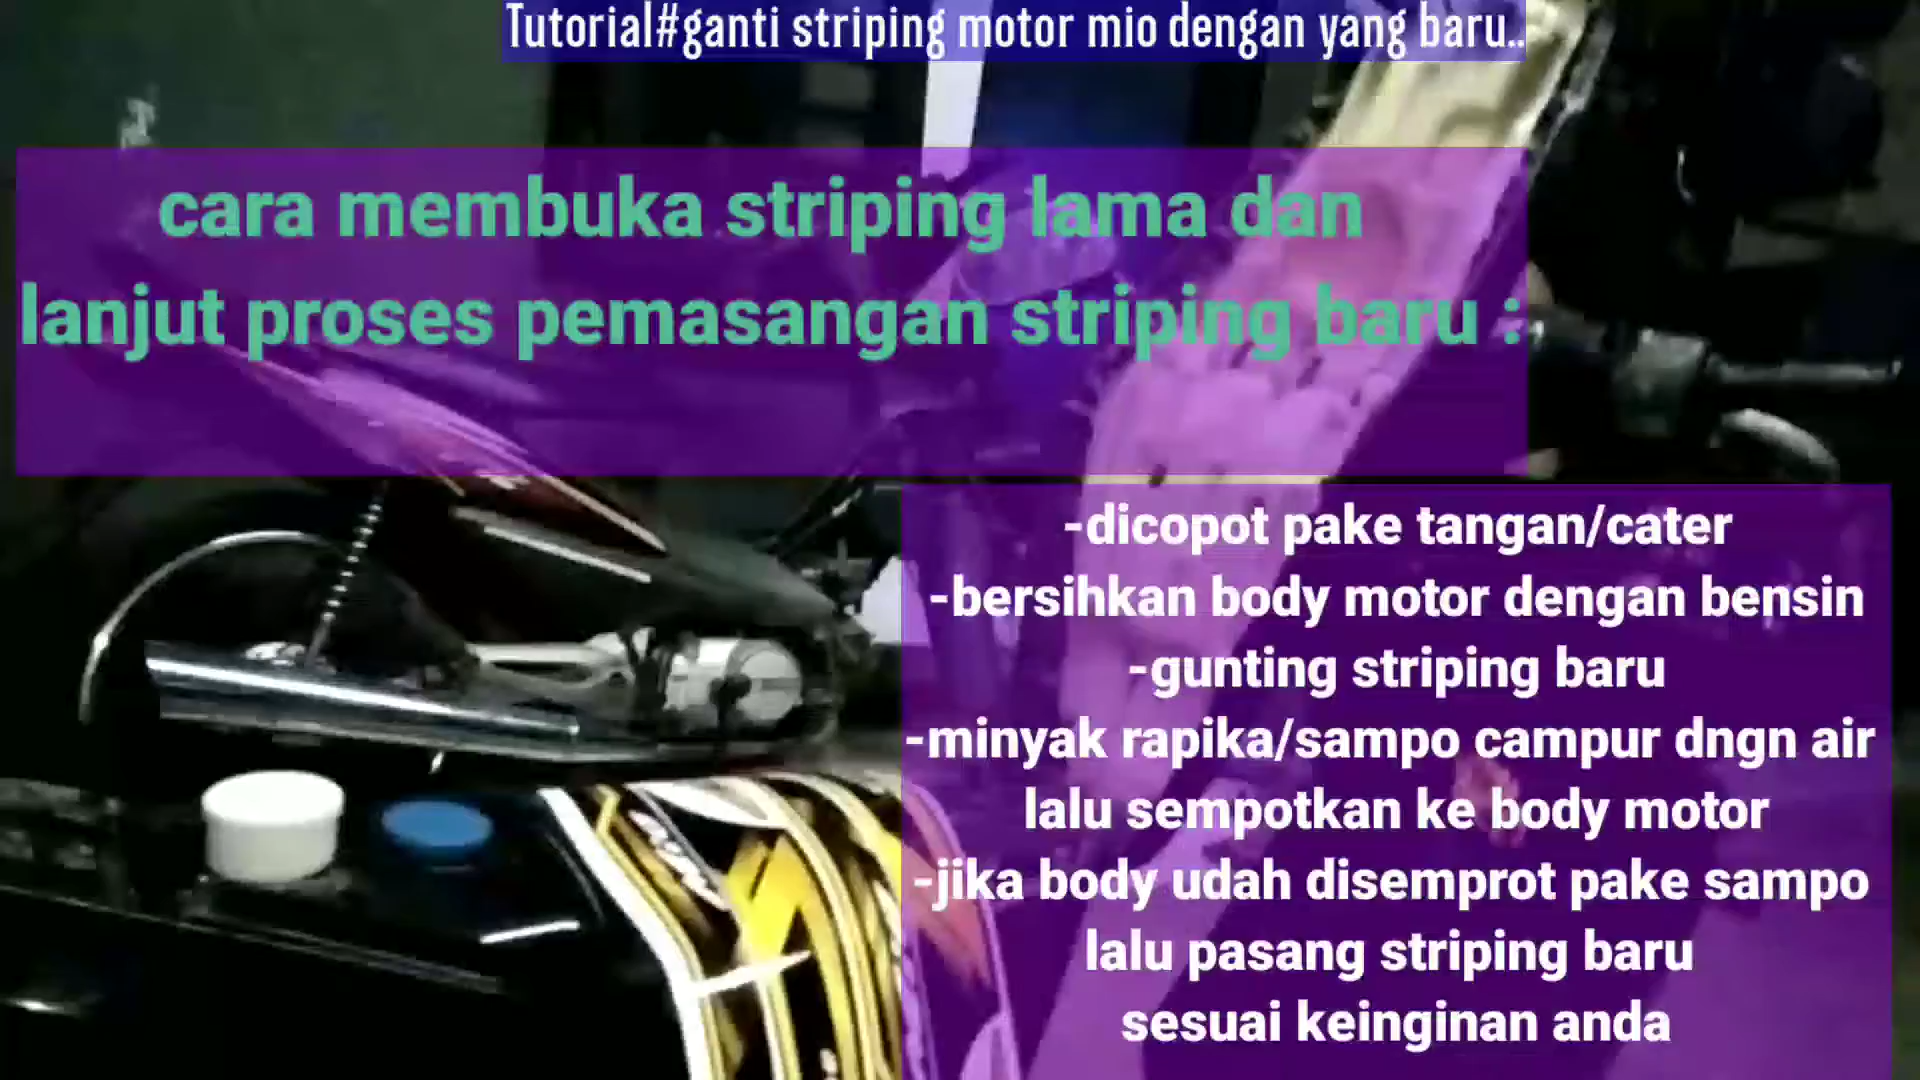 Tutorial#ganti striping motor mio dengan yang baru..
cara membuka striping lama dan
lanjut proses pemasangan striping baru :
-dicopot pake tangan/cater
-bersihkan body motor dengan bensin
-gunting striping baru
-minyak rapika/sampo campur dngn air
lalu sempotkan ke body motor
-jika body udah disemprot pake sampo
lalu pasang striping baru
sesuai keinginan anda